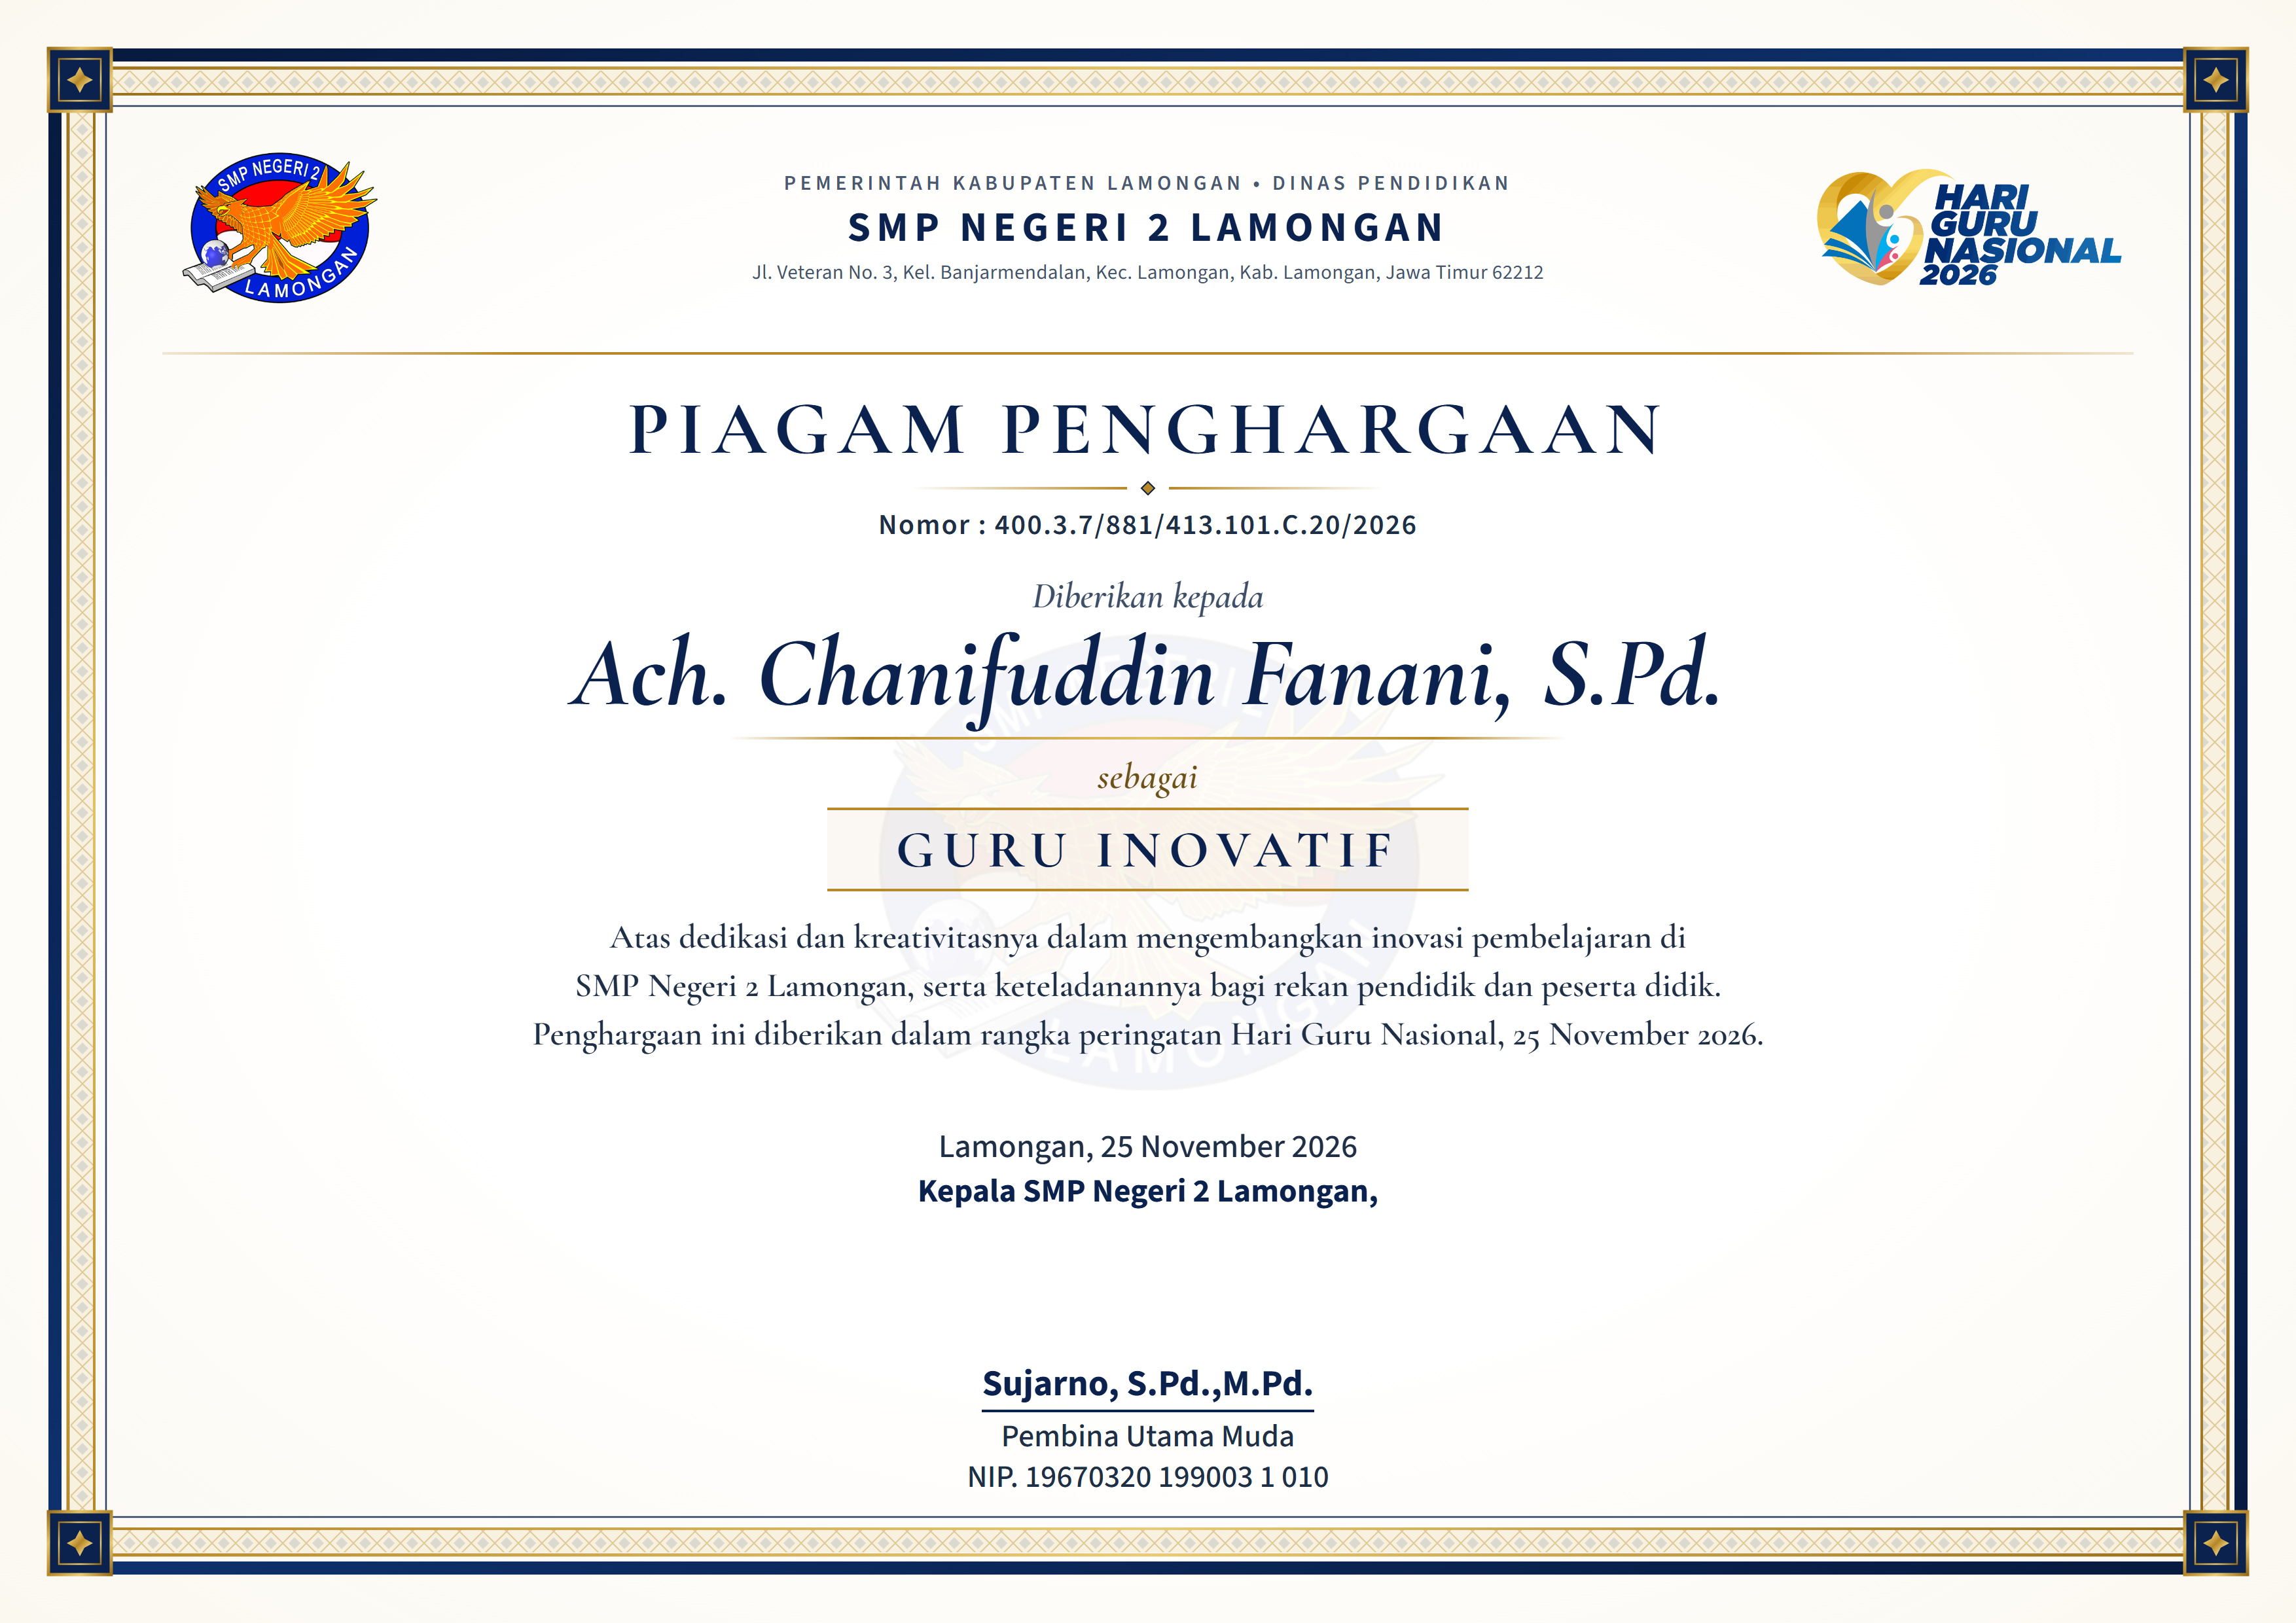 SMP NEGERI 2
LAMONGAN
PEMERINTAH KABUPATEN LAMONGAN • DINAS PENDIDIKAN
SMP NEGERI 2 LAMONGAN
Jl. Veteran No. 3, Kel. Banjarmendalan, Kec. Lamongan, Kab. Lamongan, Jawa Timur 62212
HARI
GURU
NASIONAL
2026
PIAGAM PENGHARGAAN
Nomor : 400.3.7/881/413.101.C.20/2026
Diberikan kepada
Ach. Chanifuddin Fanani, S.Pd.
sebagai
GURU INOVATIF
Atas dedikasi dan kreativitasnya dalam mengembangkan inovasi pembelajaran di
SMP Negeri 2 Lamongan, serta keteladanannya bagi rekan pendidik dan peserta didik.
Penghargaan ini diberikan dalam rangka peringatan Hari Guru Nasional, 25 November 2026.
Lamongan, 25 November 2026
Kepala SMP Negeri 2 Lamongan,
Sujarno, S.Pd.,M.Pd.
Pembina Utama Muda
NIP. 19670320 199003 1 010